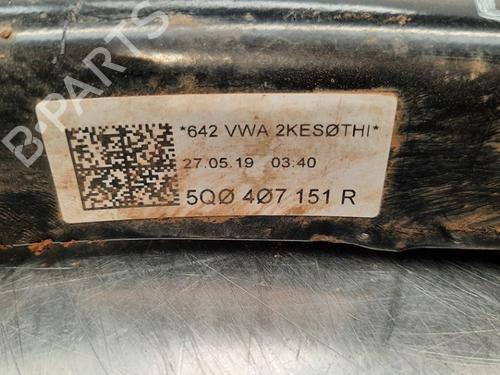 *642 VWA 2KESØTHI*
27.05.19 03:40
5QØ 4Ø7 151 R
B-PARTS